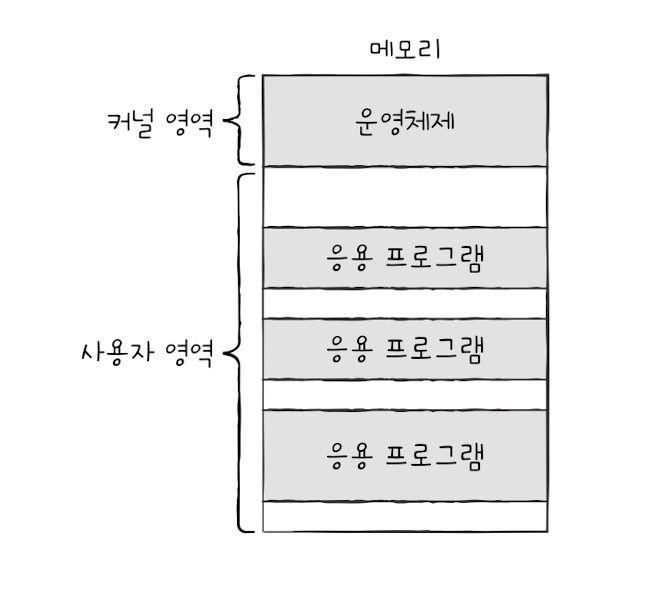 메모리
커널 영역
운영체제
응용 프로그램
응용 프로그램
사용자 영역
응용 프로그램